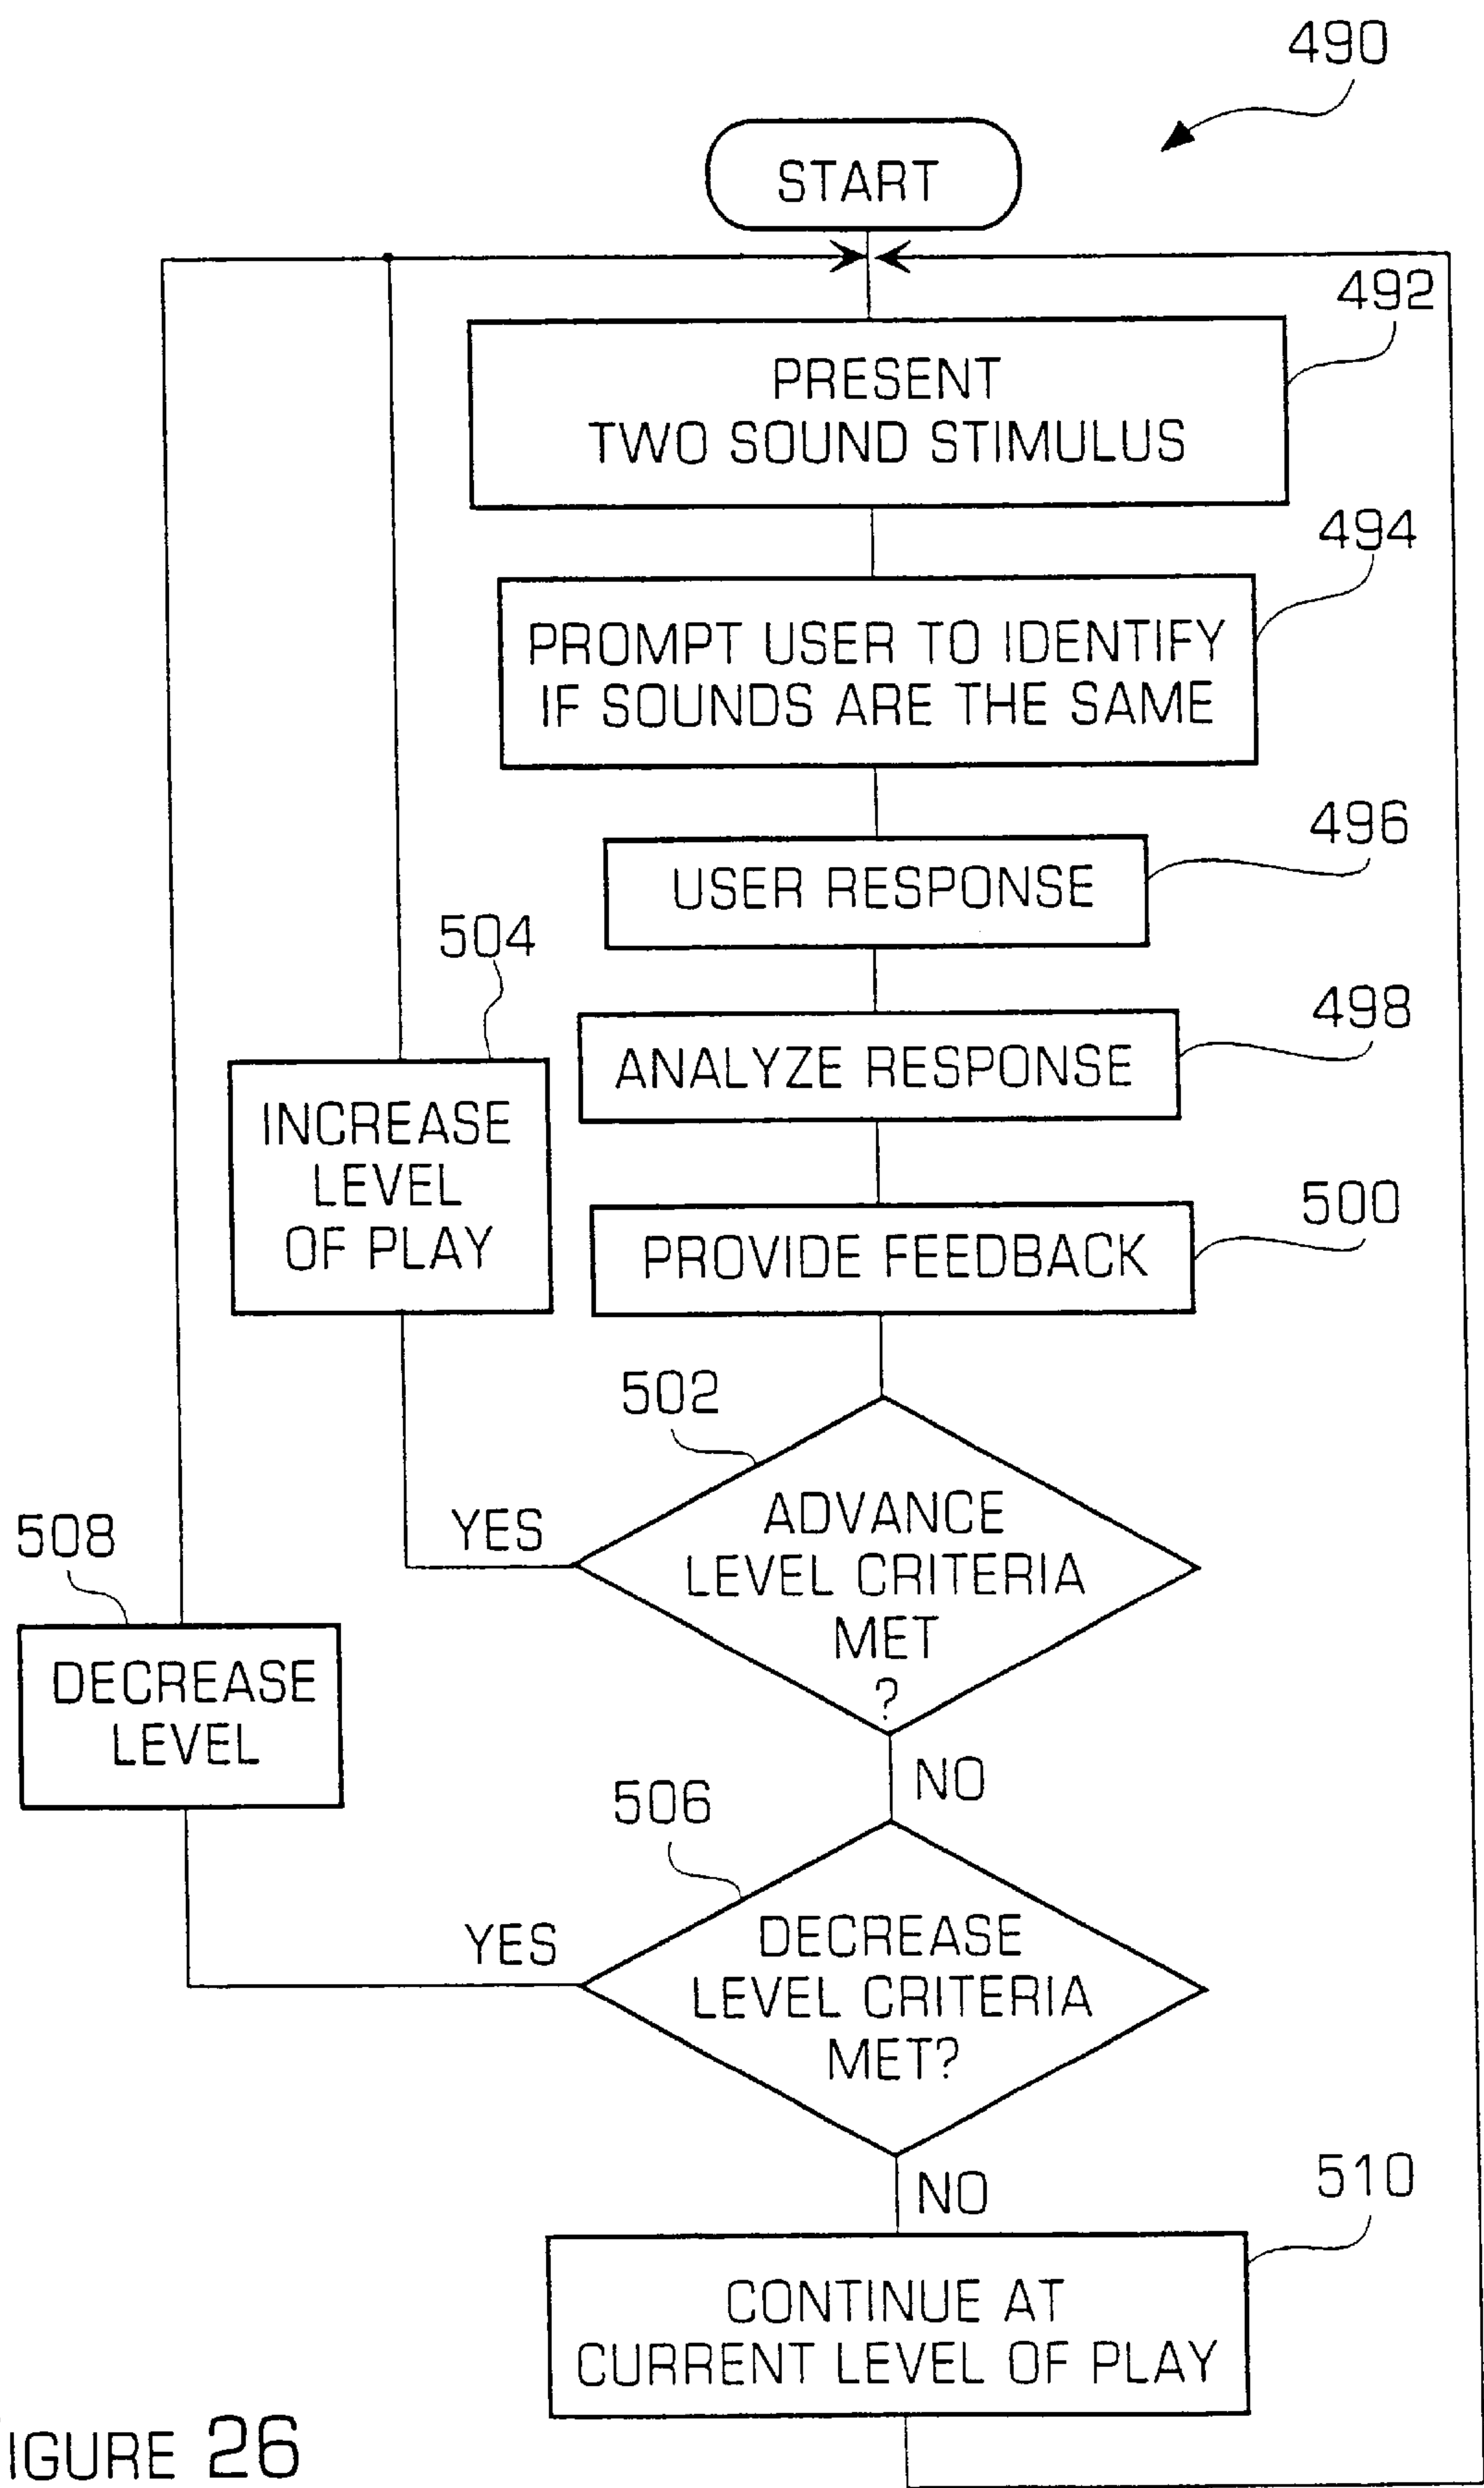 490
START
492
PRESENT
TWO SOUND STIMULUS
494
PROMPT USER TO IDENTIFY
IF SOUNDS ARE THE SAME
496
USER RESPONSE
504
498
ANALYZE RESPONSE
INCREASE
LEVEL
OF PLAY
500
PROVIDE FEEDBACK
502
YES
ADVANCE
LEVEL CRITERIA
MET
?
508
DECREASE
LEVEL
NO
506
YES
DECREASE
LEVEL CRITERIA
MET?
NO
510
CONTINUE AT
CURRENT LEVEL OF PLAY
IGURE 26